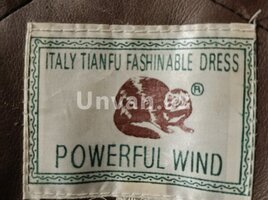 ITALY TIANFU FASHINABLE DRESS
®
POWERFUL WIND